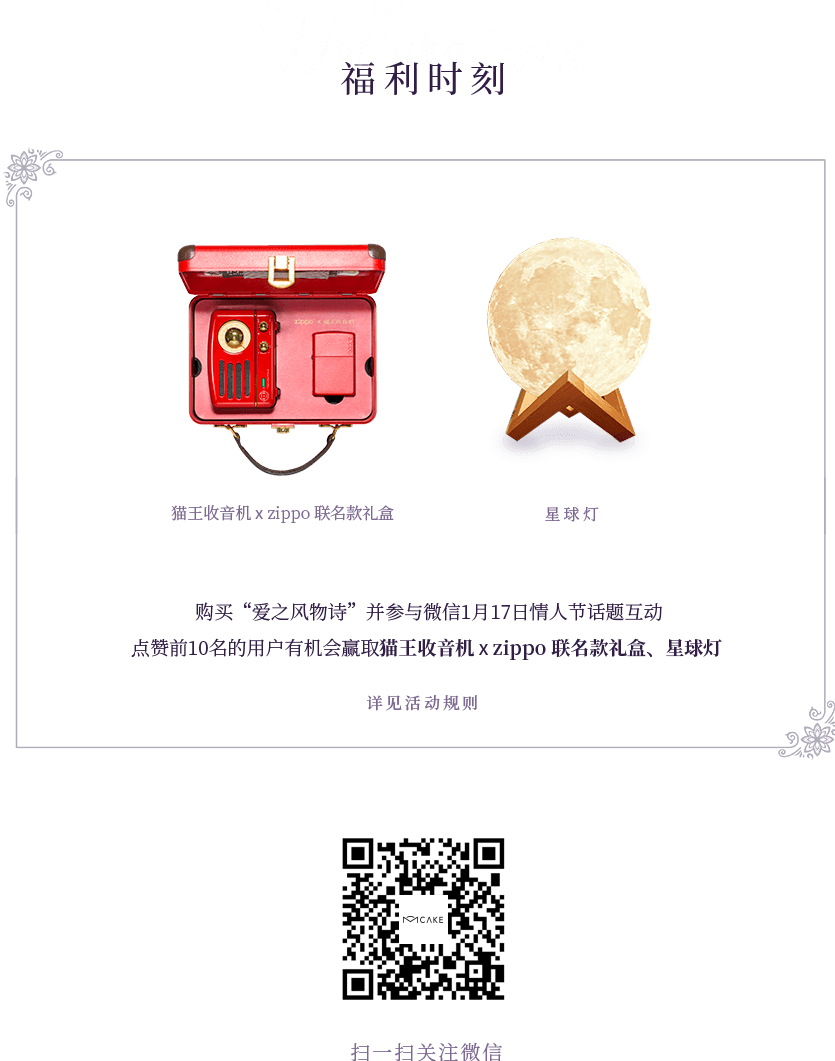 福利时刻
zippo
猫王收音机 x zippo 联名款礼盒
星球灯
购买“爱之风物诗”并参与微信1月17日情人节话题互动
点赞前10名的用户有机会赢取猫王收音机 x zippo 联名款礼盒、星球灯
详见活动规则
MCAKE
扫一扫关注微信